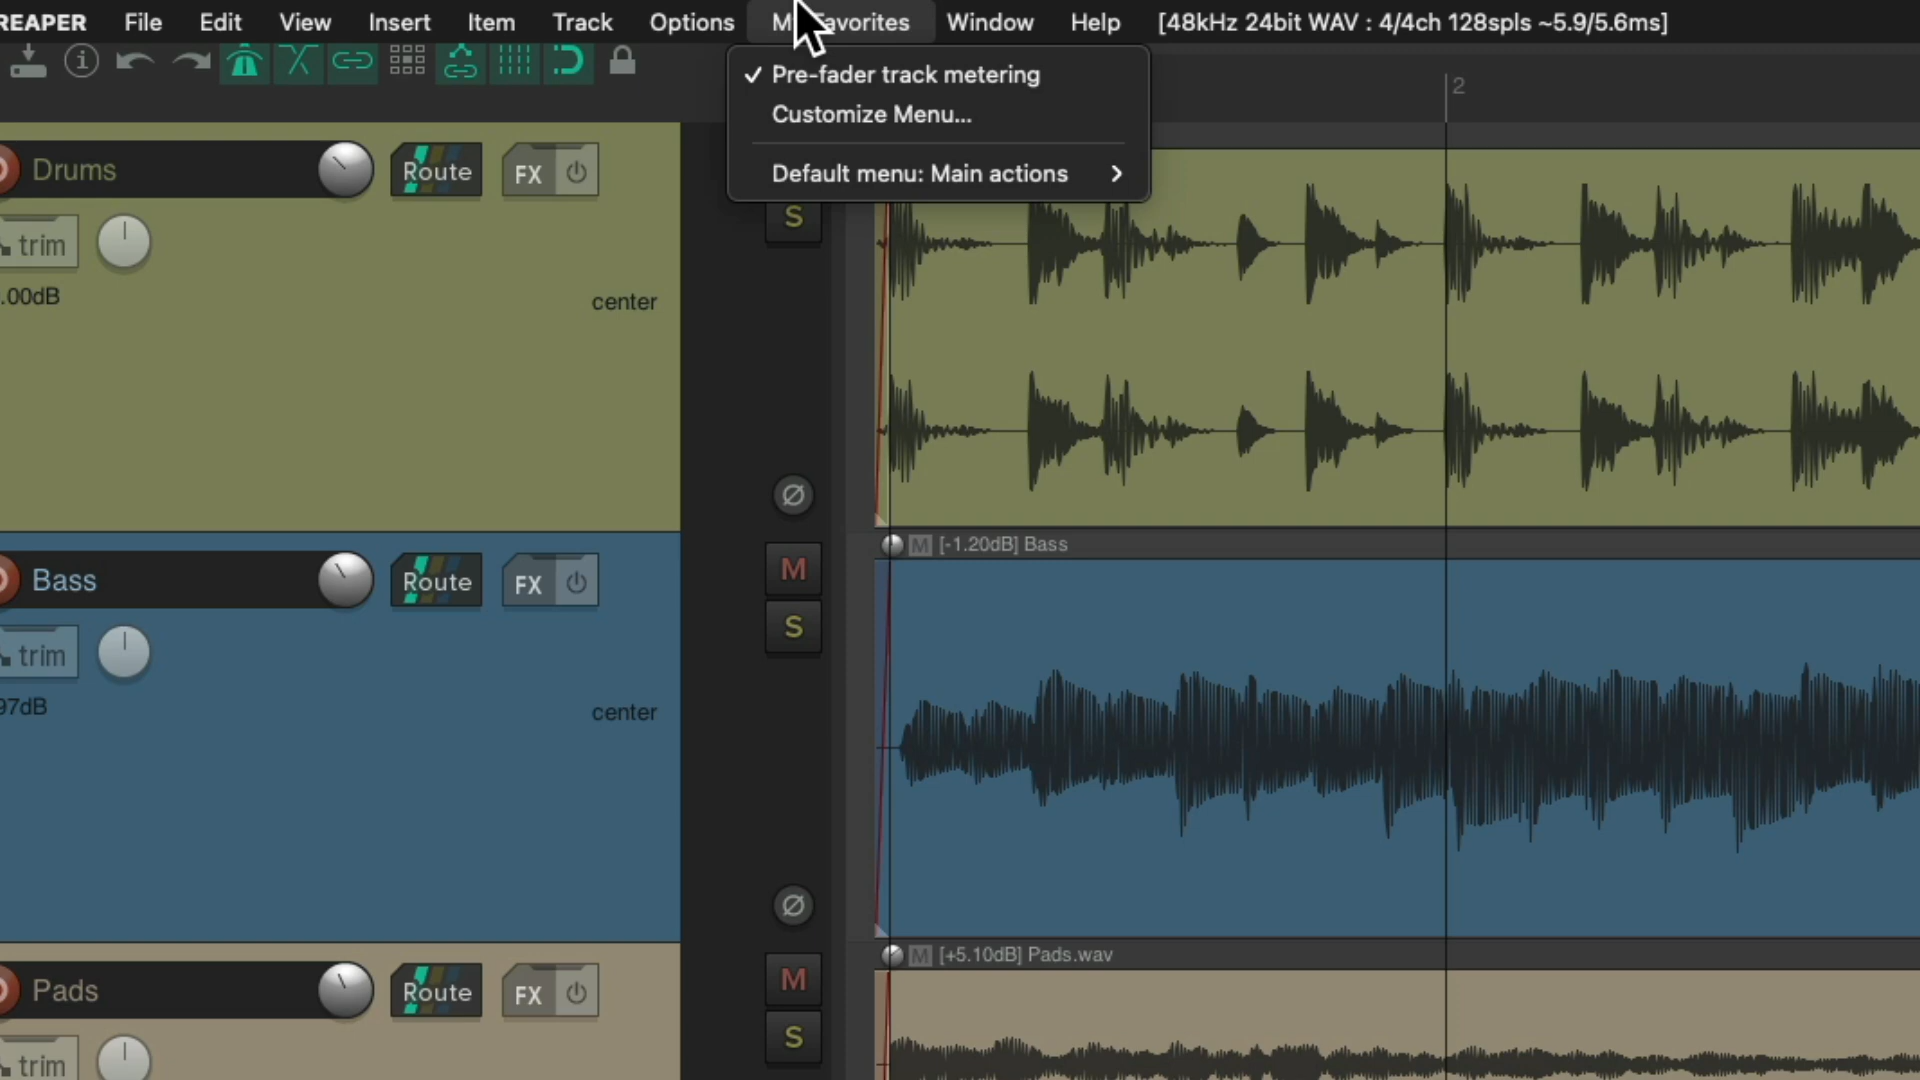 REAPER File Edit View Insert Item Track Options Favorites Window Help [48kHz 24bit WAV : 4/4ch 128spls ~5.9/5.6ms]
✓ Pre-fader track metering
Customize Menu...
Default menu: Main actions
2
Drums Route FX
trim
.00dB
center
S
M [-1.20dB] Bass
Bass Route FX
M
S
trim
97dB
center
M [+5.10dB] Pads.wav
Pads Route FX
M
S
trim